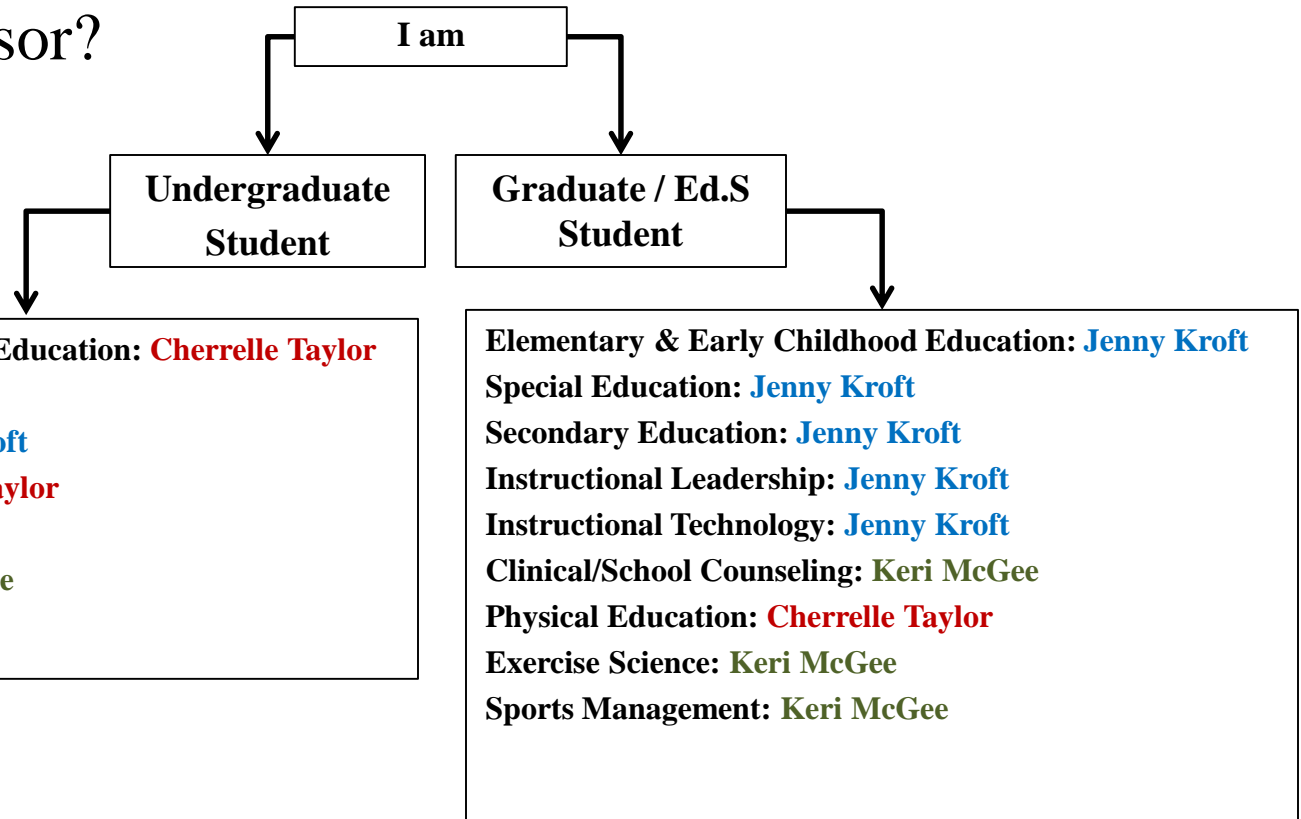 sor?
I am
Undergraduate
Student
Graduate / Ed.S
Student
Education: Cherrelle Taylor
oft
aylor
e
Elementary & Early Childhood Education: Jenny Kroft
Special Education: Jenny Kroft
Secondary Education: Jenny Kroft
Instructional Leadership: Jenny Kroft
Instructional Technology: Jenny Kroft
Clinical/School Counseling: Keri McGee
Physical Education: Cherrelle Taylor
Exercise Science: Keri McGee
Sports Management: Keri McGee